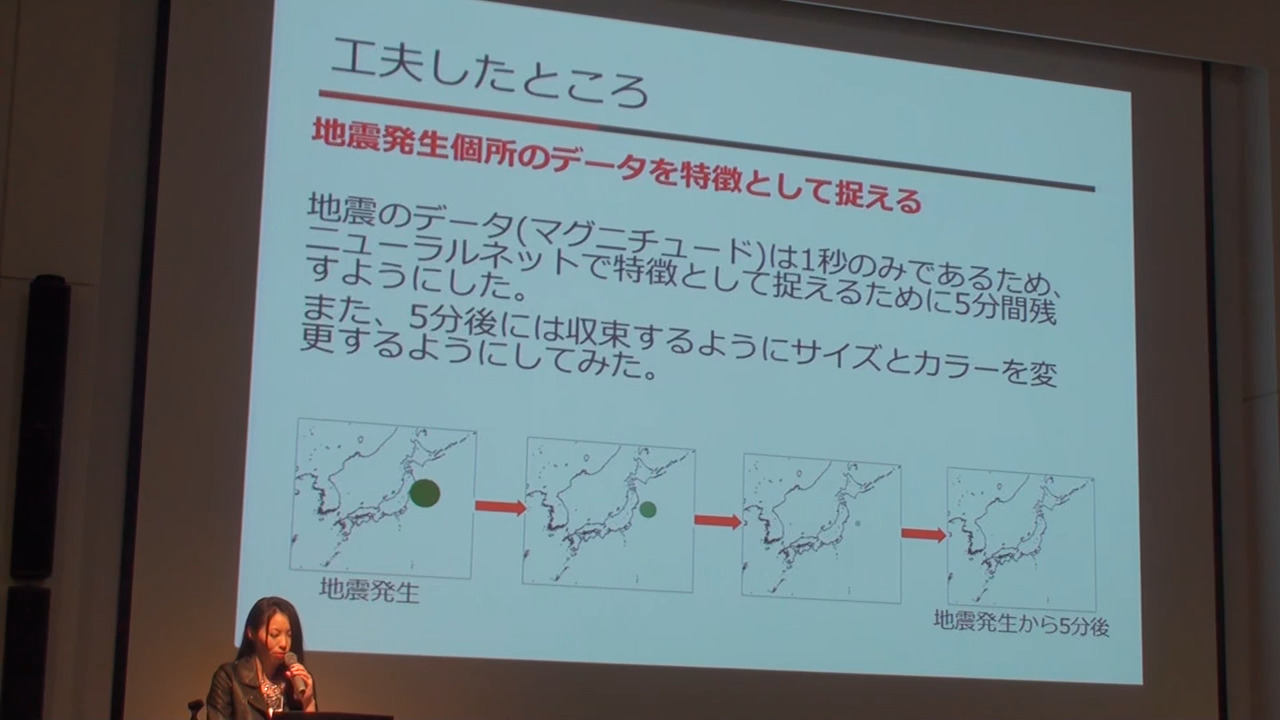 工夫したところ
地震発生個所のデータを特徴として捉える
地震のデータ(マグニチュード)は1秒のみであるため、
ニューラルネットで特徴として捉えるために5分間残
すようにした。
また、5分後には収束するようにサイズとカラーを変
更するようにしてみた。
地震発生
地震発生から5分後